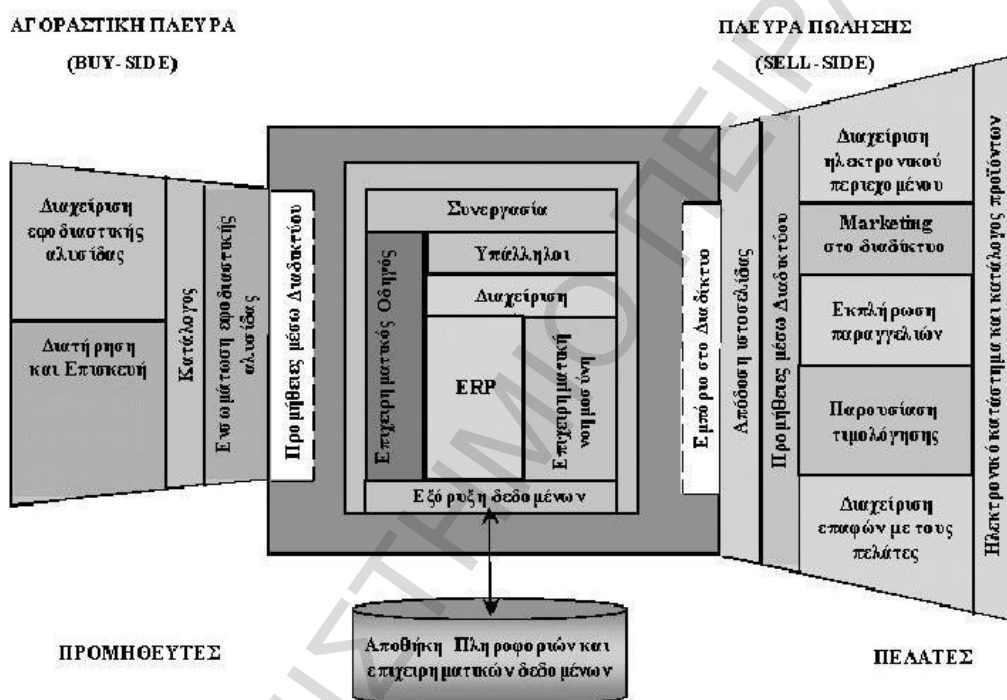 ΑΓΟΡΑΣΤΙΚΗ ΠΛΕΥΡΑ
(BUY- SIDE)
ΠΛΕΥΡΑ ΠΩΛΗΣΗΣ
(SELL - SIDE)
Διαχείριση
εφοδιαστικής
αλυσίδας
Διατήρηση
και Επισκευή
Κατάλογος
Ενσωμάτωση εφοδιαστικής
αλυσίδας
Προμήθειες μέσω Διαδικτύου
Συνεργασία
Υπάλληλοι
Διαχείριση
Επιχειρηματικός Οδηγός
ERP
Επιχειρηματική
νοημοσύνη
Εξόρυξη δεδομένων
Εμπόριο στο Διαδίκτυο
Απόδοση ιστοσελίδας
Προμήθειες μέσω Διαδικτύου
Διαχείριση
ηλεκτρονικού
περιεχομένου
Marketing
στο διαδίκτυο
Εκπλήρωση
παραγγελιών
Παρουσίαση
τιμολόγησης
Διαχείριση
επαφών με τους
πελάτες
Ηλεκτρονικό κατάστημα και κατάλογος προϊόντων
ΠΡΟΜΗΘΕΥΤΕΣ
Αποθήκη Πληροφοριών και
επιχειρηματικών δεδομένων
ΠΕΛΑΤΕΣ